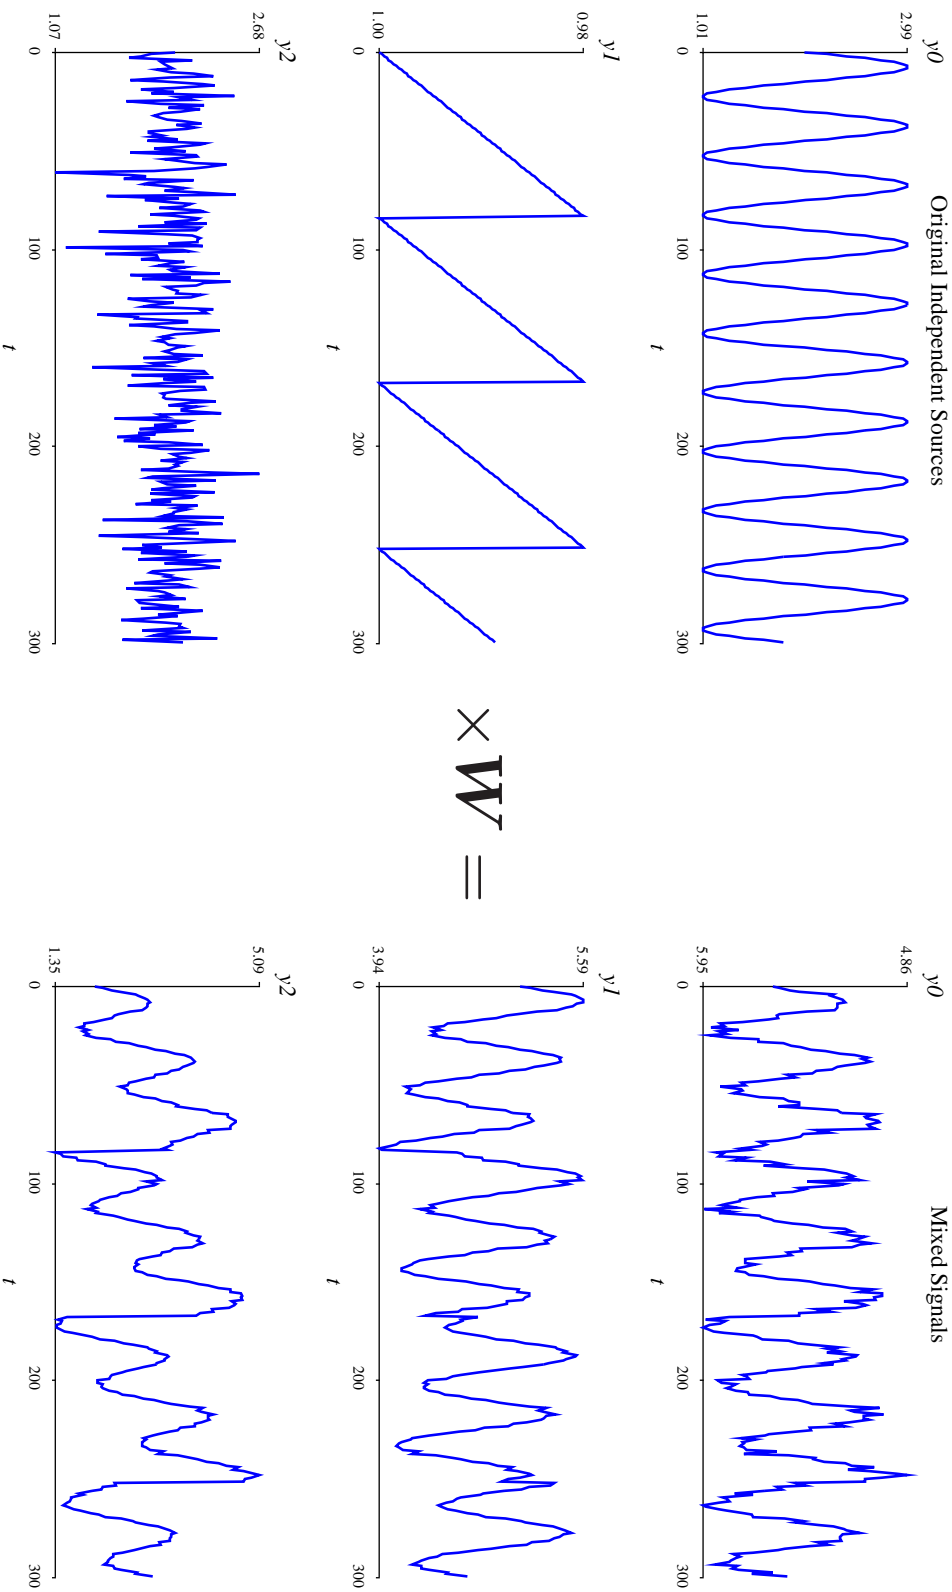 Original Independent Sources
y0
2.99
1.01
0 100 200 300
t
y1
0.98
1.00
0 100 200 300
t
y2
2.68
1.07
0 100 200 300
t
× W =
Mixed Signals
y0
4.86
5.95
0 100 200 300
t
y1
5.59
3.94
0 100 200 300
t
y2
5.09
1.35
0 100 200 300
t